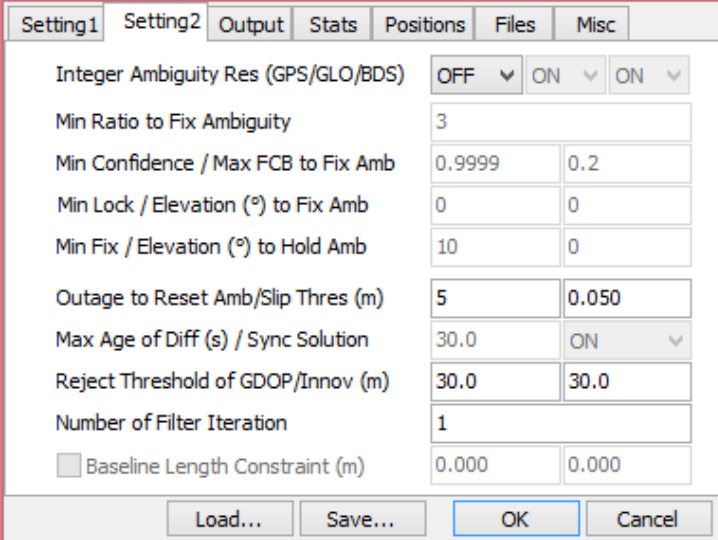 Setting1 Setting2 Output Stats Positions Files Misc
Integer Ambiguity Res (GPS/GLO/BDS) OFF ON ON
Min Ratio to Fix Ambiguity 3
Min Confidence / Max FCB to Fix Amb 0.9999 0.2
Min Lock / Elevation (°) to Fix Amb 0 0
Min Fix / Elevation (°) to Hold Amb 10 0
Outage to Reset Amb/Slip Thres (m) 5 0.050
Max Age of Diff (s) / Sync Solution 30.0 ON
Reject Threshold of GDOP/Innov (m) 30.0 30.0
Number of Filter Iteration 1
Baseline Length Constraint (m) 0.000 0.000
Load... Save... OK Cancel